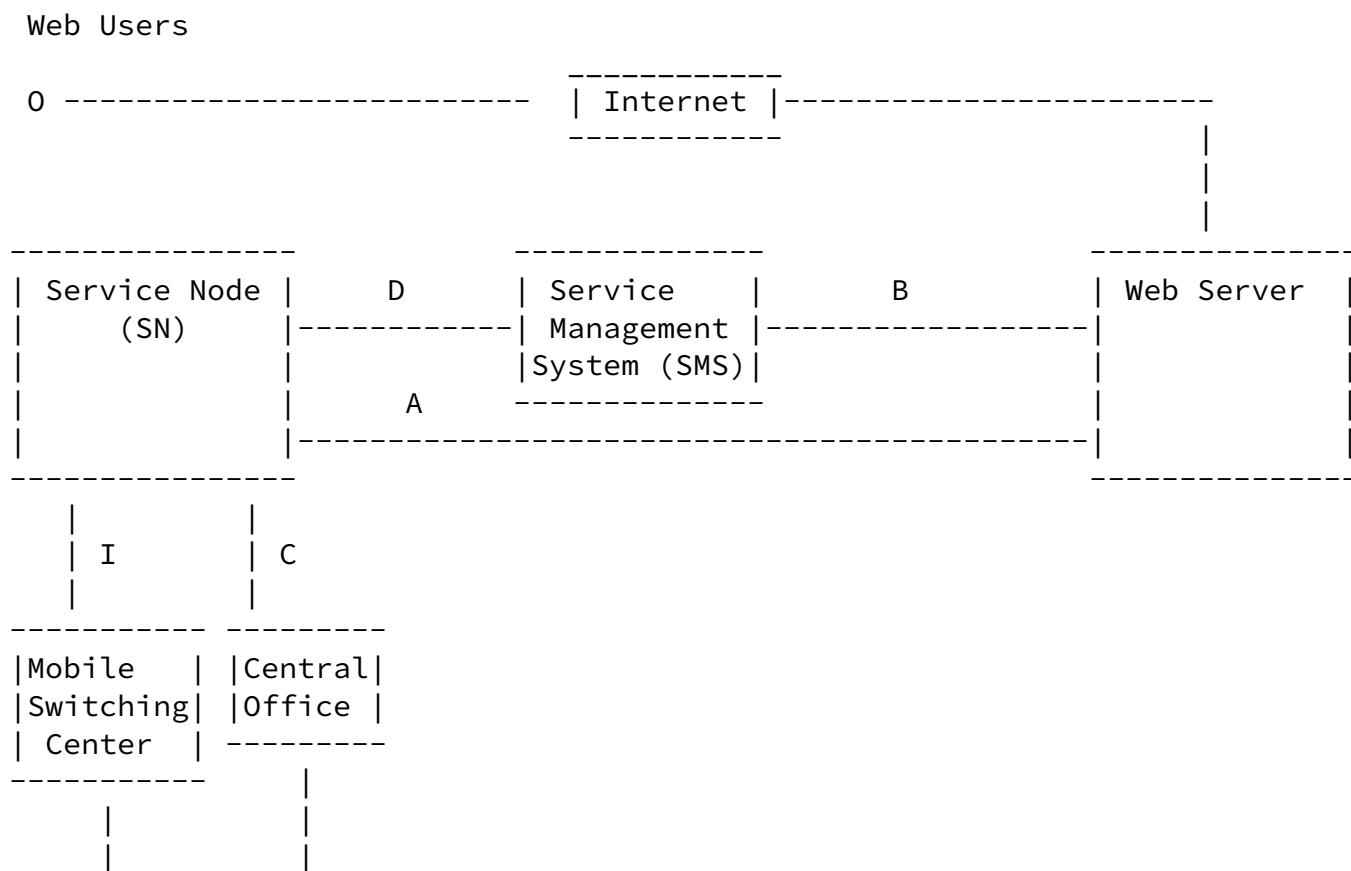 Web Users
O Internet
Service Node D Service B Web Server
(SN) Management
System (SMS)
A
I C
Mobile Central
Switching Office
Center